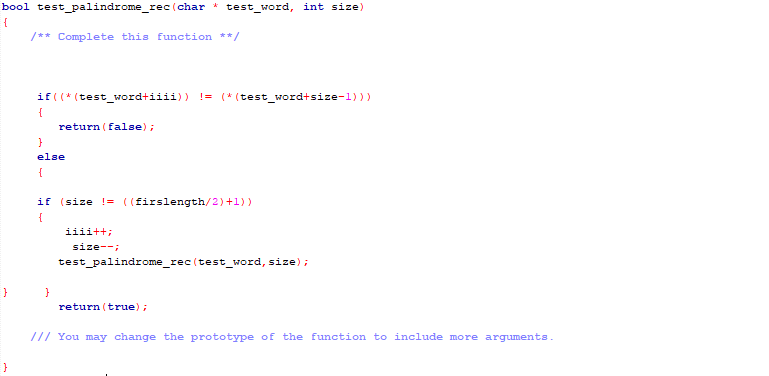 bool test_palindrome_rec(char * test_word, int size)
{
/** Complete this function **/
if((*(test_word+iiii)) != (*(test_word+size-1)))
{
return(false);
}
else
{
if (size != ((firslength/2)+1))
{
iiii++;
size--;
test_palindrome_rec(test_word,size);
} }
return(true);
/// You may change the prototype of the function to include more arguments.
}